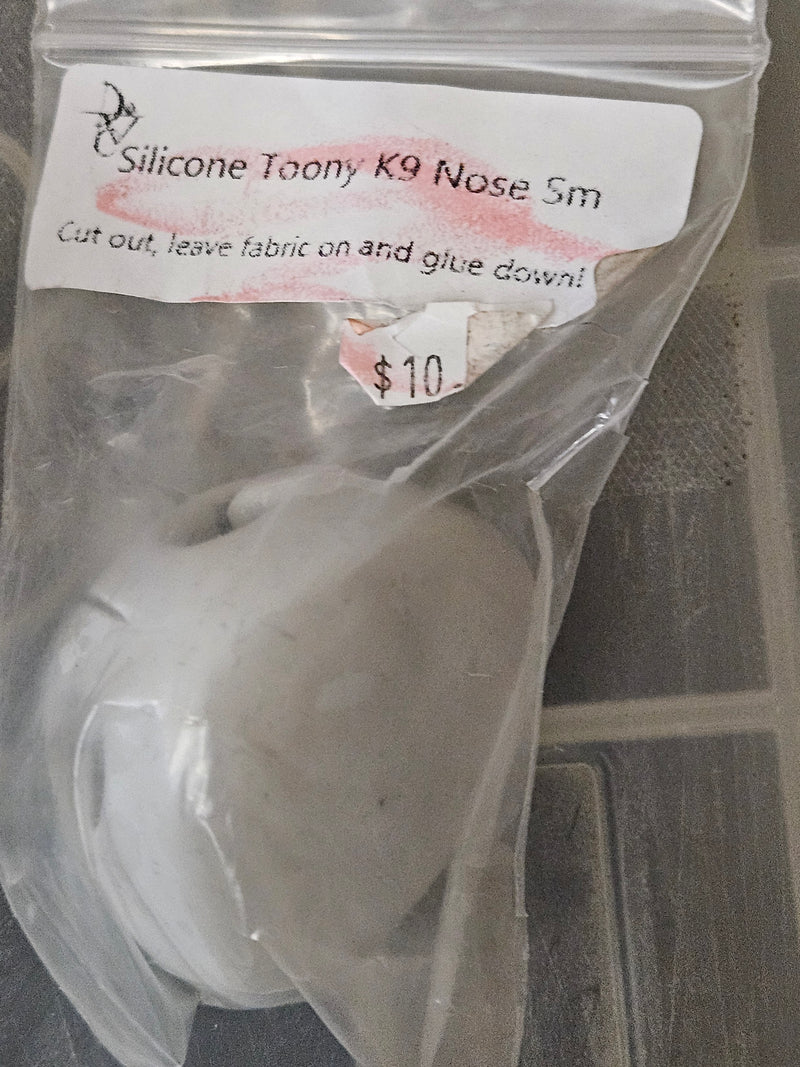 Silicone Toony K9 Nose Sm
Cut out, leave fabric on and glue down!
$10